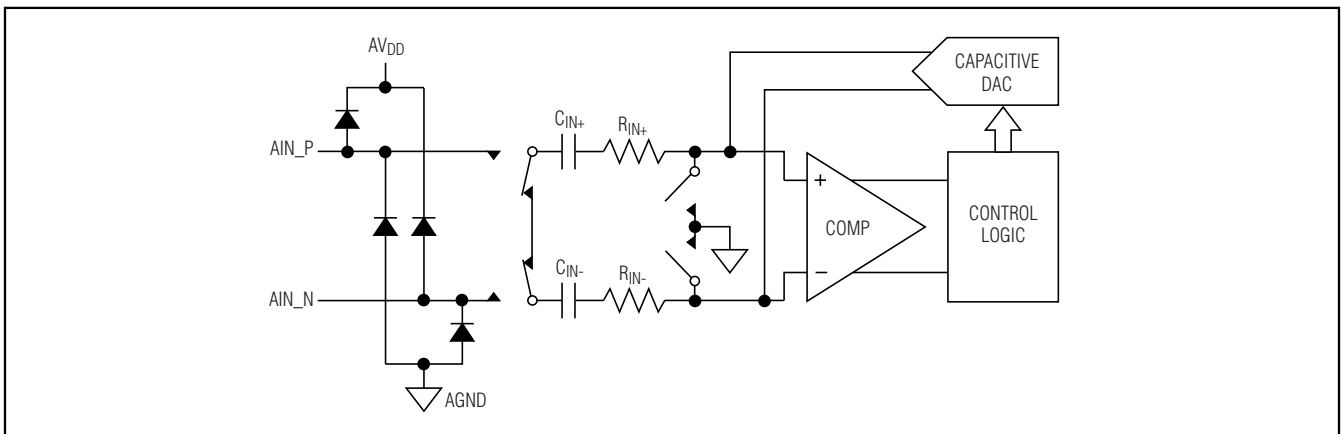 AVDD
CAPACITIVE
DAC
CIN+
RIN+
AIN_P
+
COMP
CONTROL
LOGIC
CIN-
RIN-
−
AIN_N
AGND